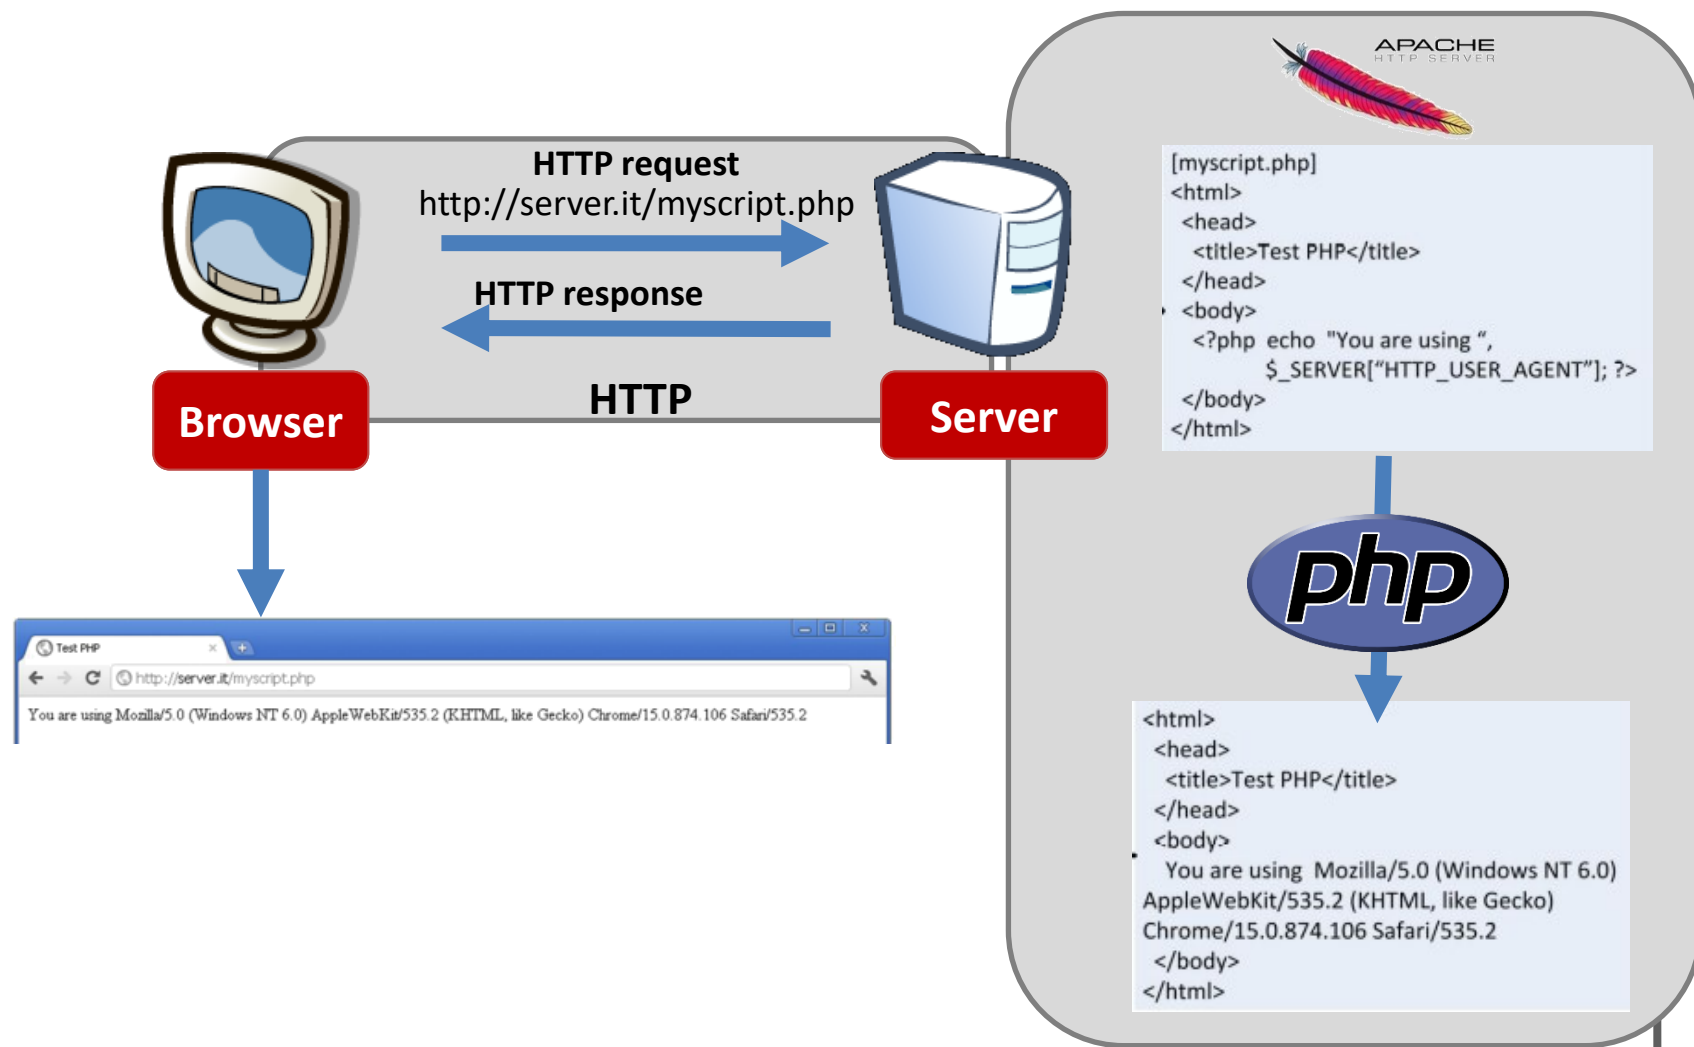 APACHE
HTTP SERVER
HTTP request
http://server.it/myscript.php
HTTP response
HTTP
Browser
Server
[myscript.php]
<html>
<head>
<title>Test PHP</title>
</head>
<body>
<?php echo "You are using “,
$_SERVER[“HTTP_USER_AGENT”]; ?>
</body>
</html>
php
Test PHP
http://server.it/myscript.php
You are using Mozilla/5.0 (Windows NT 6.0) AppleWebKit/535.2 (KHTML, like Gecko) Chrome/15.0.874.106 Safari/535.2
<html>
<head>
<title>Test PHP</title>
</head>
<body>
You are using Mozilla/5.0 (Windows NT 6.0)
AppleWebKit/535.2 (KHTML, like Gecko)
Chrome/15.0.874.106 Safari/535.2
</body>
</html>